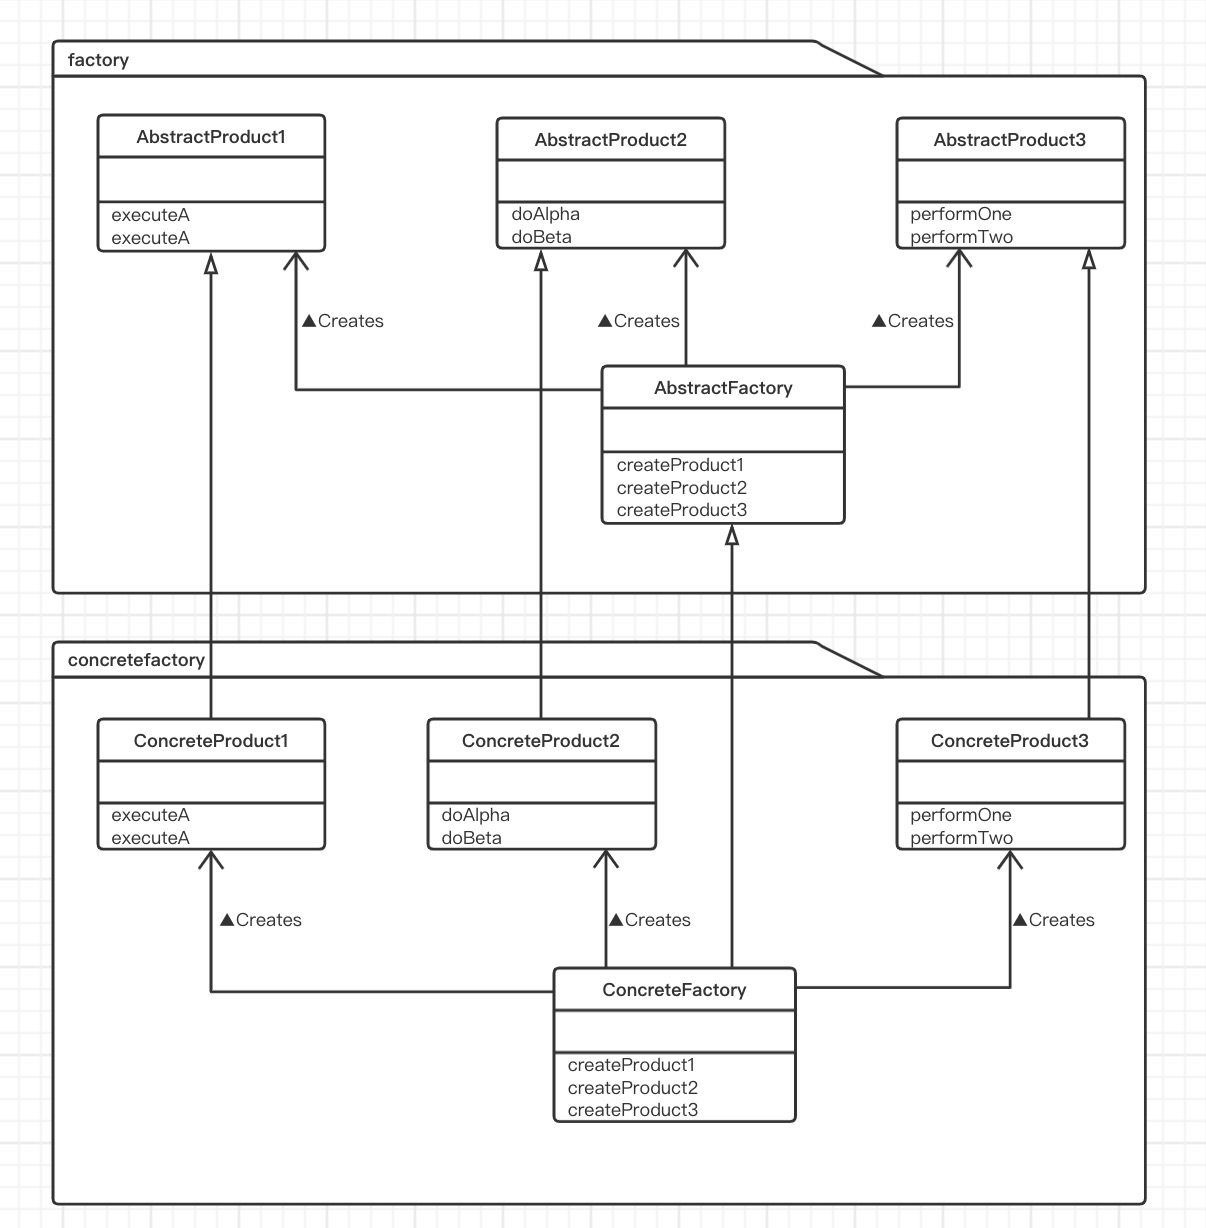 factory
AbstractProduct1
executeA
executeA
AbstractProduct2
doAlpha
doBeta
AbstractProduct3
performOne
performTwo
▲Creates
▲Creates
▲Creates
AbstractFactory
createProduct1
createProduct2
createProduct3
concretefactory
ConcreteProduct1
executeA
executeA
ConcreteProduct2
doAlpha
doBeta
ConcreteProduct3
performOne
performTwo
▲Creates
▲Creates
▲Creates
ConcreteFactory
createProduct1
createProduct2
createProduct3